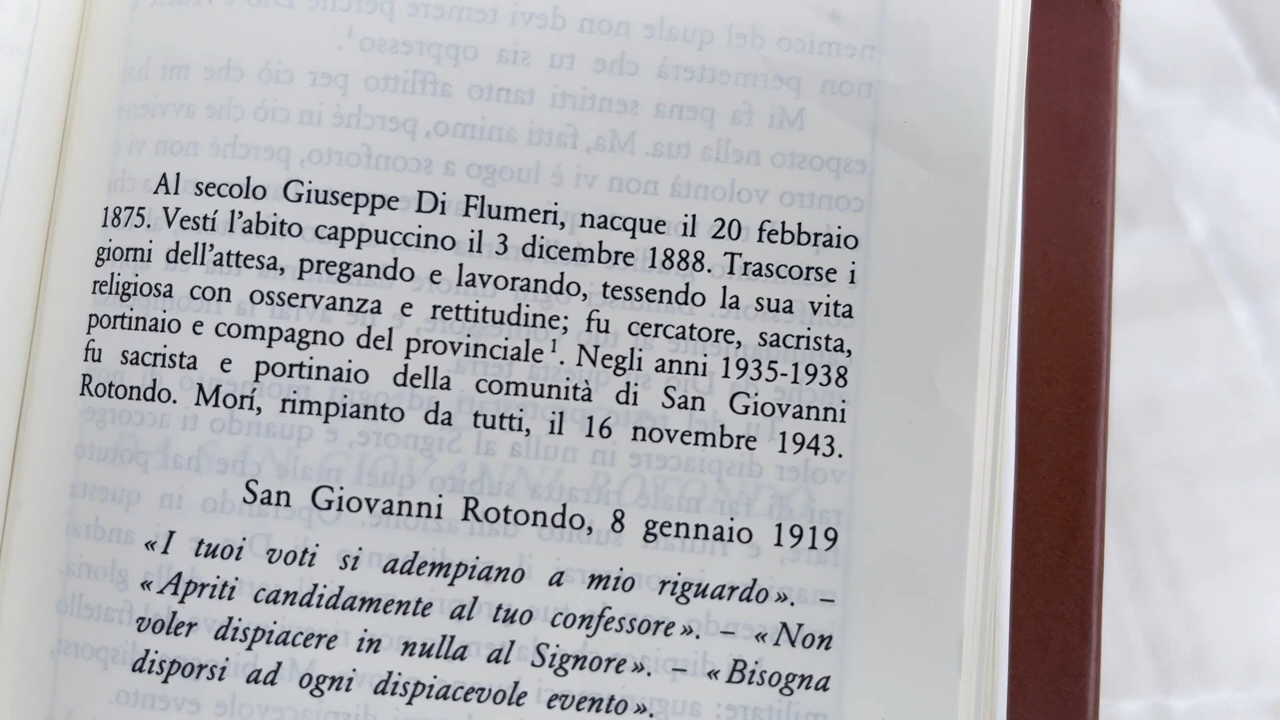 Al secolo Giuseppe Di Flumeri, nacque il 20 febbraio
1875. Vestí l'abito cappuccino il 3 dicembre 1888. Trascorse i
giorni dell'attesa, pregando e lavorando, tessendo la sua vita
religiosa con osservanza e rettitudine; fu cercatore, sacrista,
portinaio e compagno del provinciale¹. Negli anni 1935-1938
fu sacrista e portinaio della comunità di San Giovanni
Rotondo. Morí, rimpianto da tutti, il 16 novembre 1943.
San Giovanni Rotondo, 8 gennaio 1919
«I tuoi voti si adempiano a mio riguardo». –
«Apriti candidamente al tuo confessore». – «Non
voler dispiacere in nulla al Signore». – «Bisogna
disporsi ad ogni dispiacevole evento».